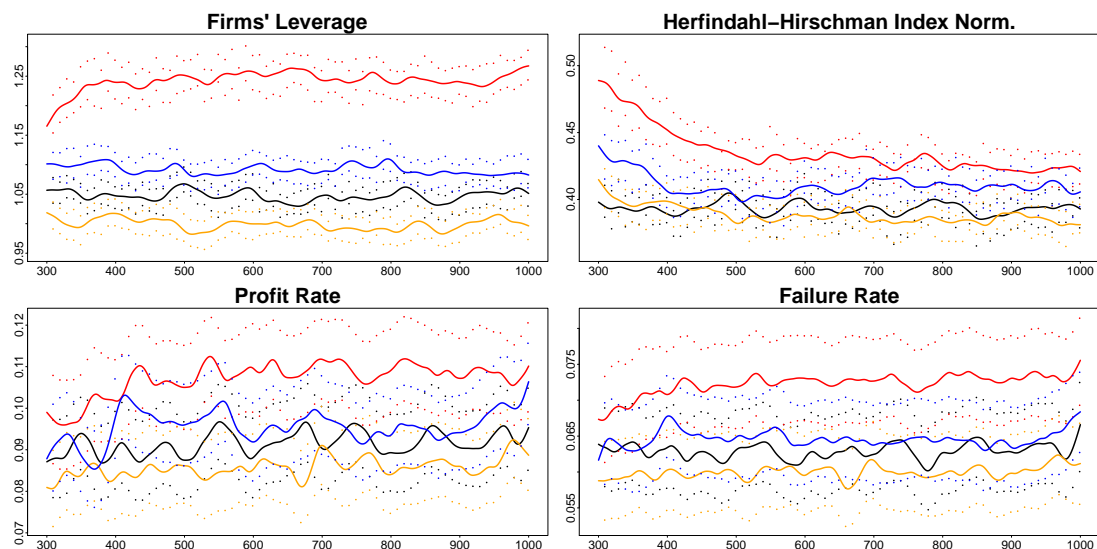 Firms' Leverage
1.25
1.15
1.05
0.95
300 400 500 600 700 800 900 1000
Herfindahl−Hirschman Index Norm.
0.50
0.45
0.40
300 400 500 600 700 800 900 1000
Profit Rate
0.12
0.11
0.10
0.09
0.08
0.07
300 400 500 600 700 800 900 1000
Failure Rate
0.075
0.065
0.055
300 400 500 600 700 800 900 1000